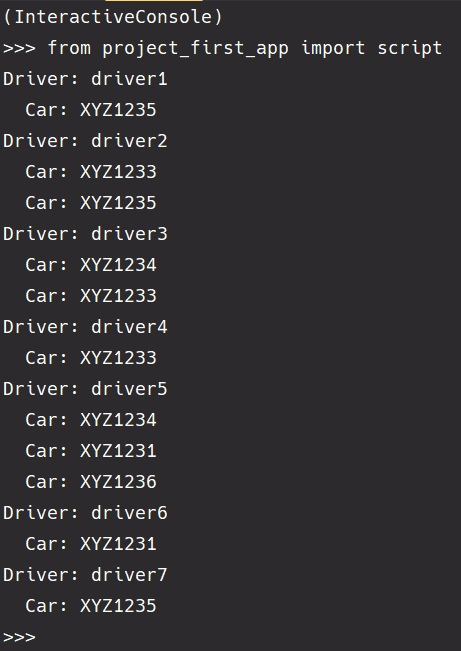 (InteractiveConsole)
>>> from project_first_app import script
Driver: driver1
  Car: XYZ1235
Driver: driver2
  Car: XYZ1233
  Car: XYZ1235
Driver: driver3
  Car: XYZ1234
  Car: XYZ1233
Driver: driver4
  Car: XYZ1233
Driver: driver5
  Car: XYZ1234
  Car: XYZ1231
  Car: XYZ1236
Driver: driver6
  Car: XYZ1231
Driver: driver7
  Car: XYZ1235
>>>